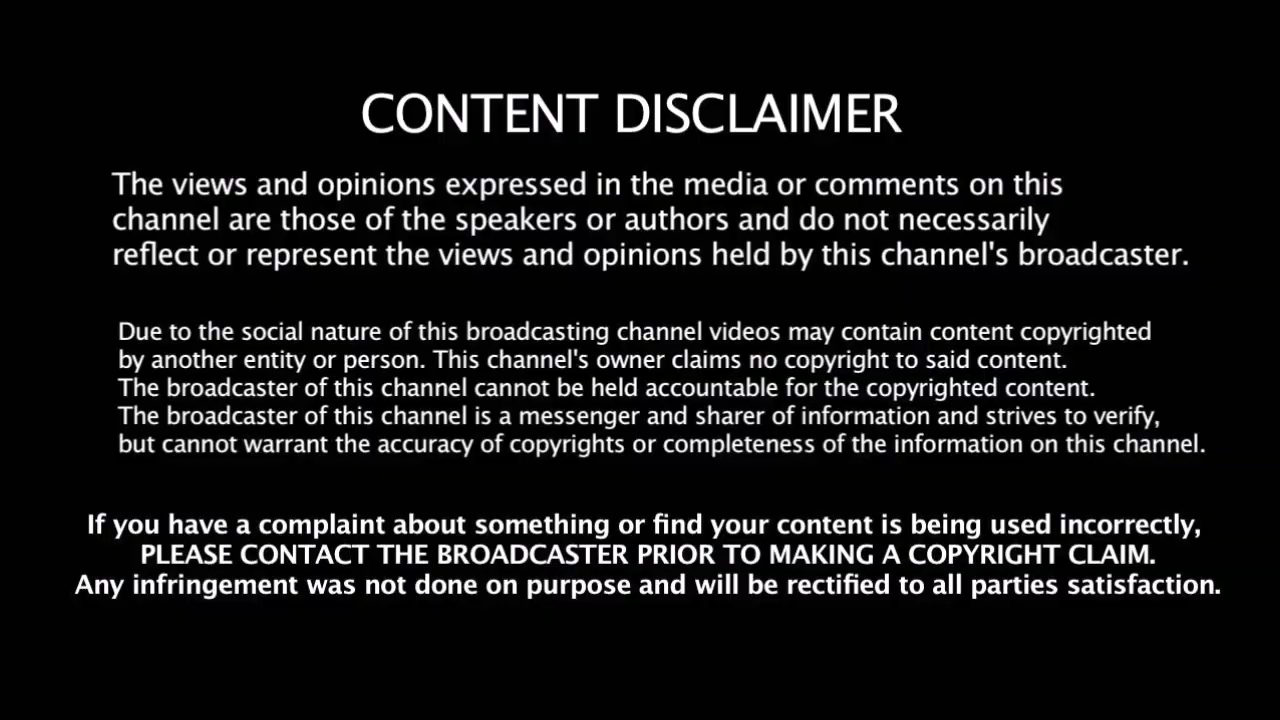 CONTENT DISCLAIMER
The views and opinions expressed in the media or comments on this
channel are those of the speakers or authors and do not necessarily
reflect or represent the views and opinions held by this channel's broadcaster.
Due to the social nature of this broadcasting channel videos may contain content copyrighted
by another entity or person. This channel's owner claims no copyright to said content.
The broadcaster of this channel cannot be held accountable for the copyrighted content.
The broadcaster of this channel is a messenger and sharer of information and strives to verify,
but cannot warrant the accuracy of copyrights or completeness of the information on this channel.
If you have a complaint about something or find your content is being used incorrectly,
PLEASE CONTACT THE BROADCASTER PRIOR TO MAKING A COPYRIGHT CLAIM.
Any infringement was not done on purpose and will be rectified to all parties satisfaction.